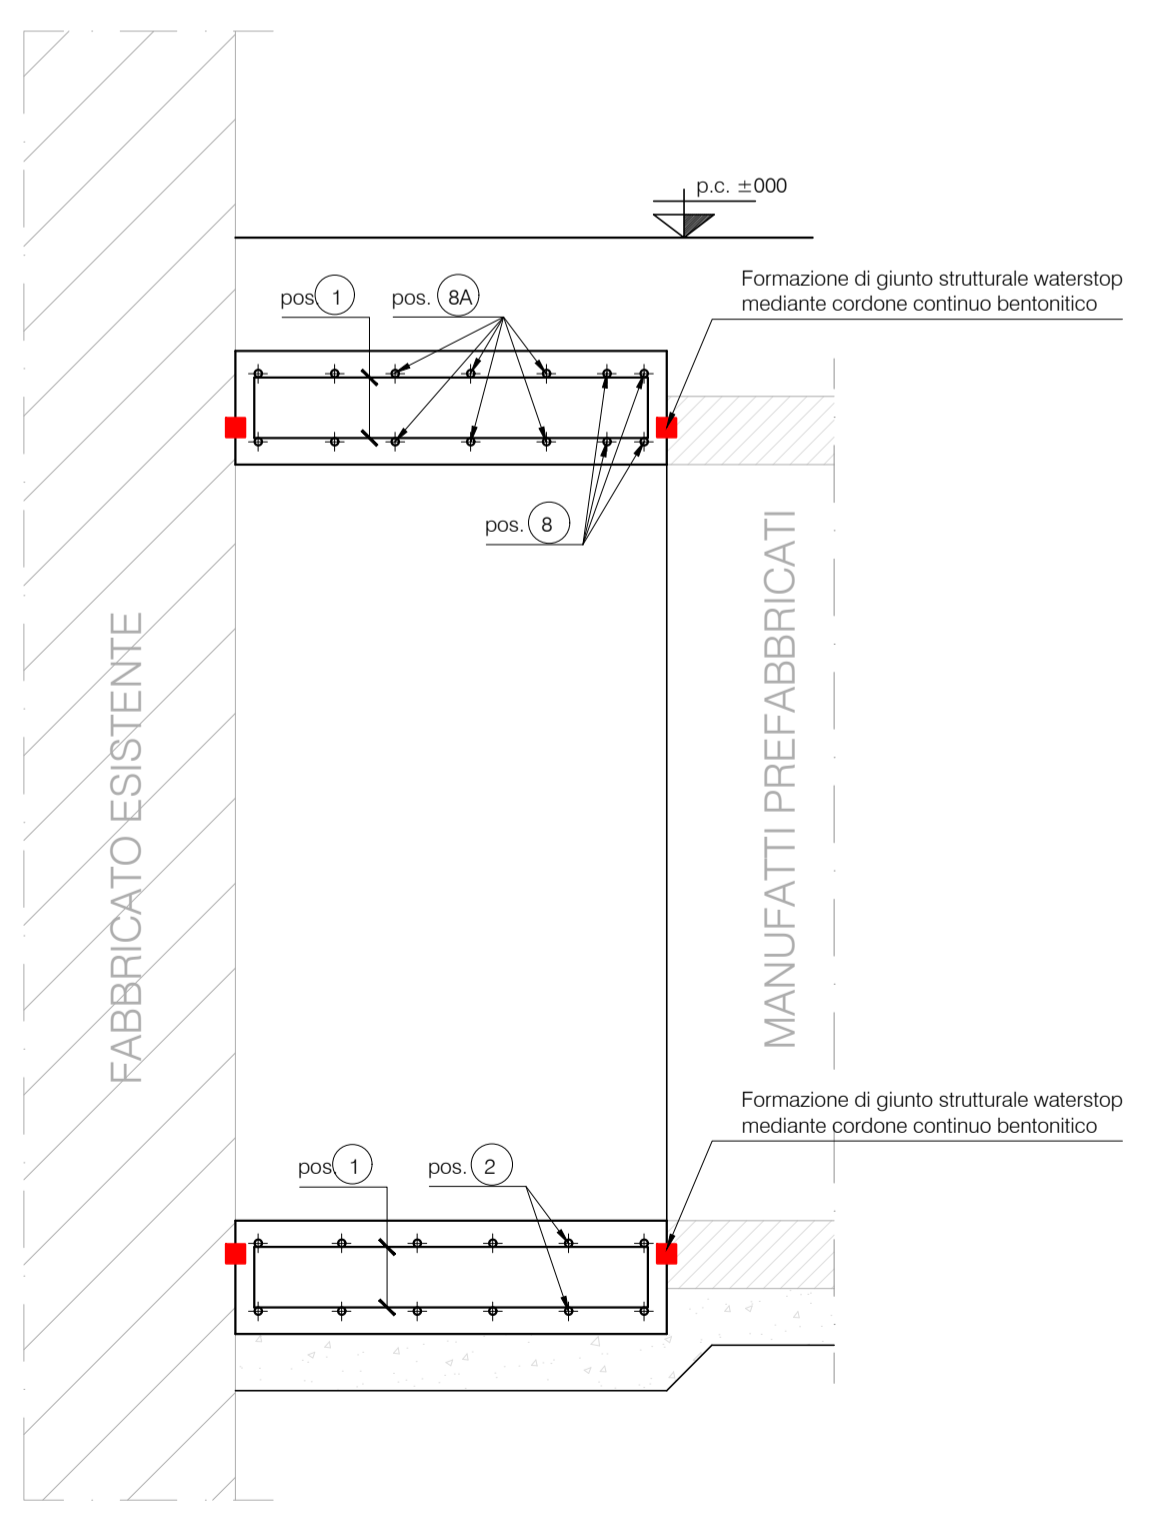 p.c. ±000
Formazione di giunto strutturale waterstop
mediante cordone continuo bentonitico
pos. 1
pos. 8A
pos. 8
FABBRICATO ESISTENTE
MANUFATTI PREFABBRICATI
Formazione di giunto strutturale waterstop
mediante cordone continuo bentonitico
pos. 1
pos. 2